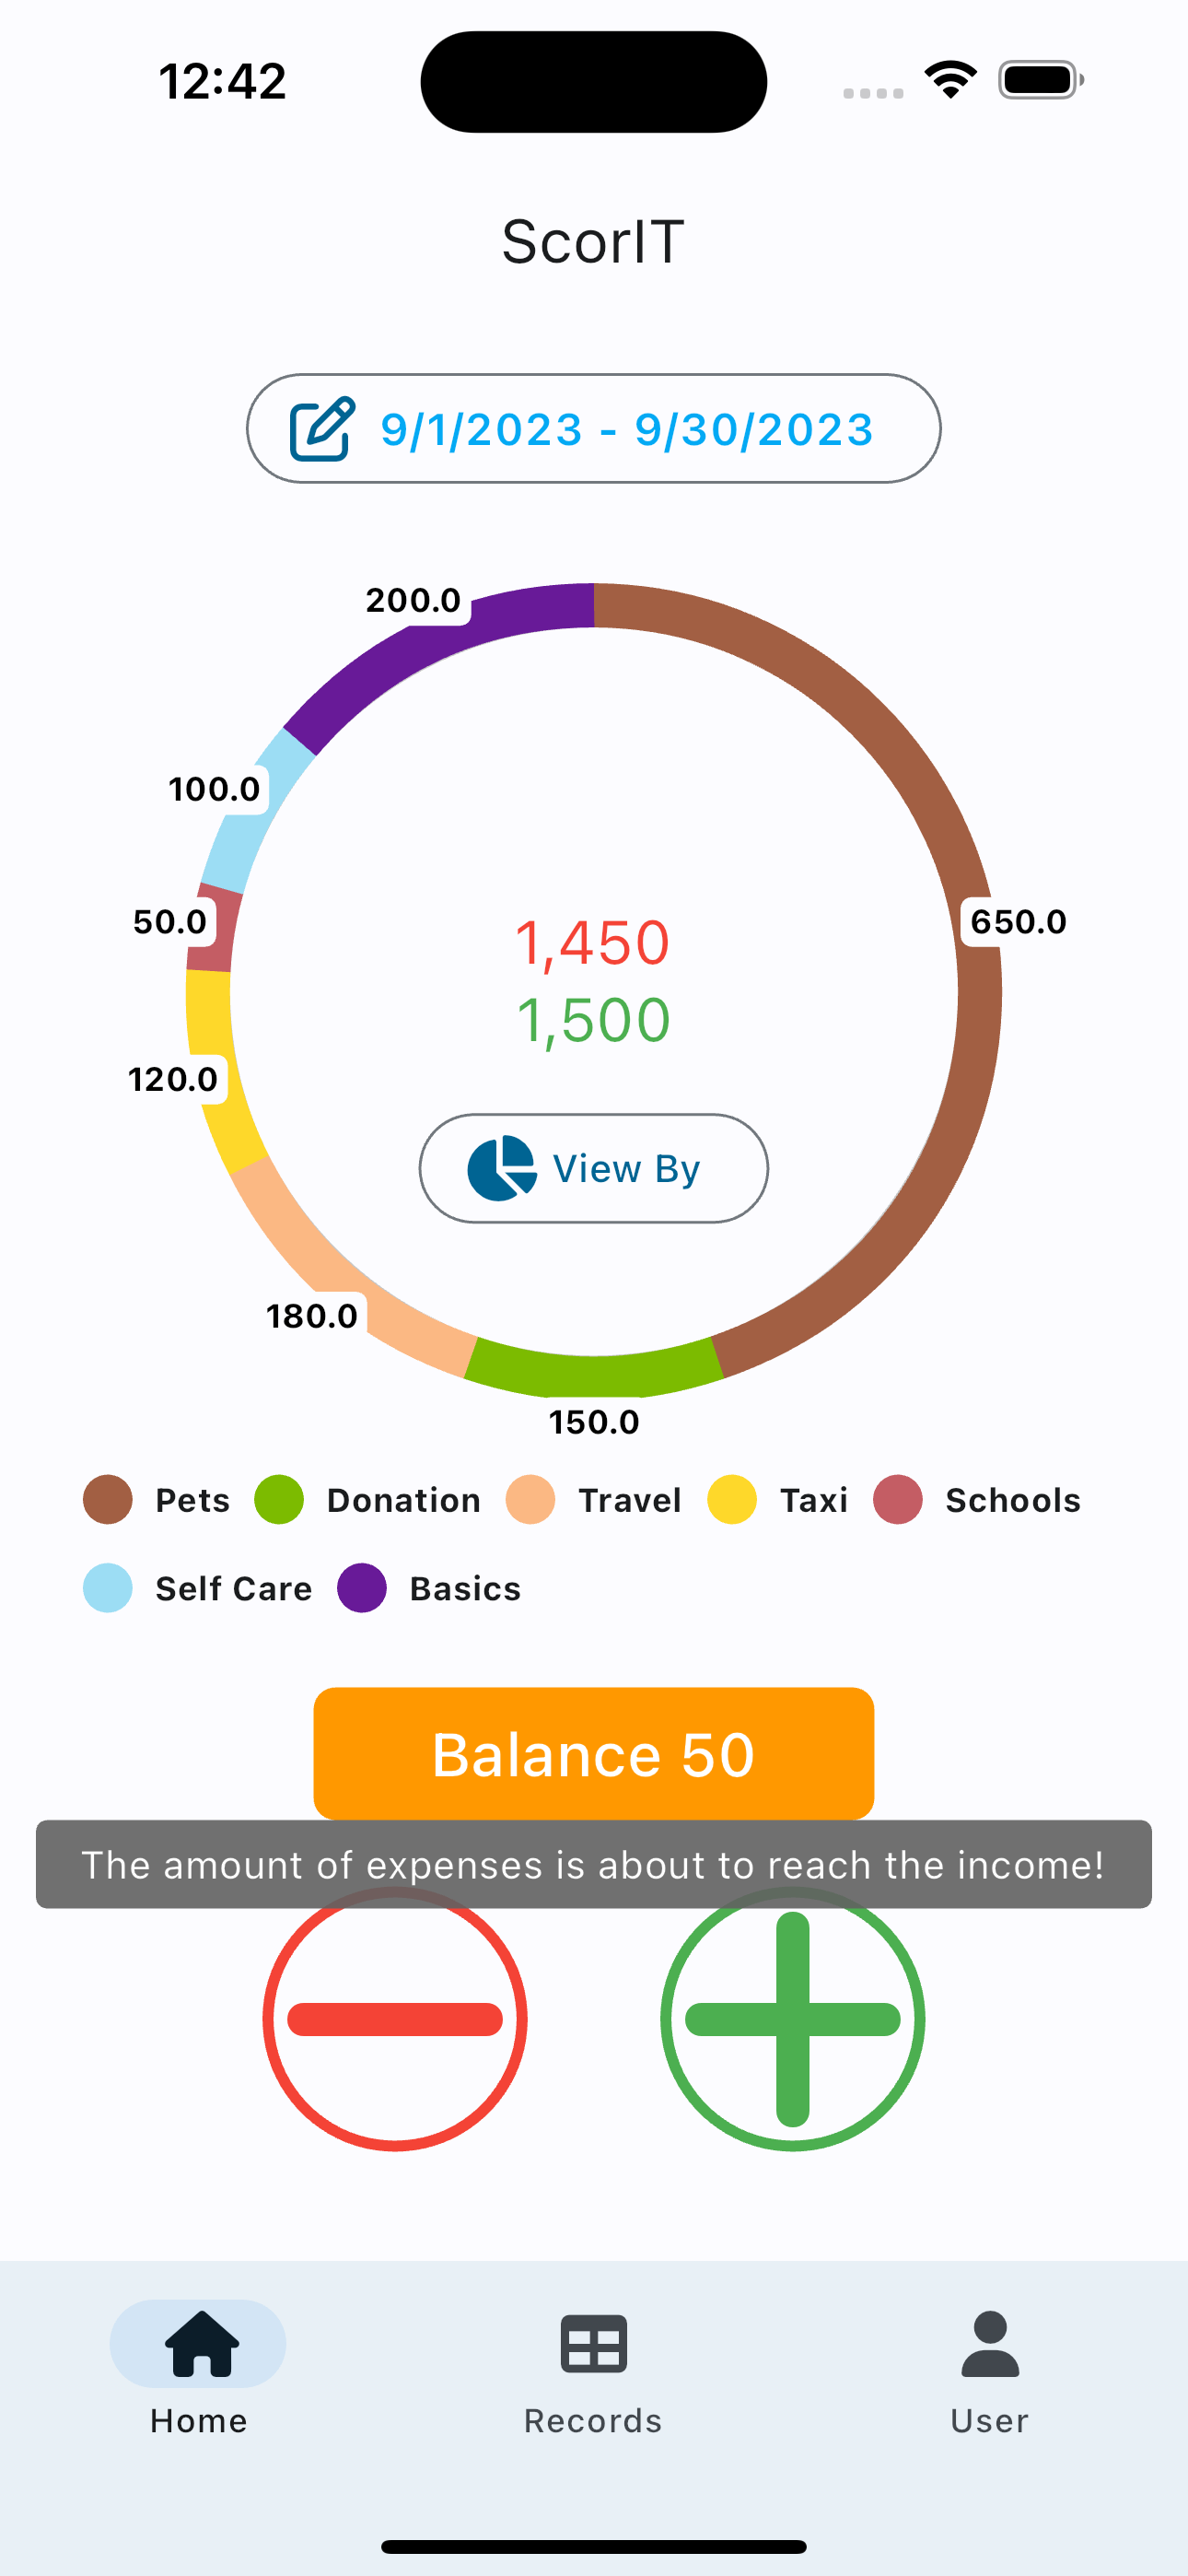 12:42
ScorIT
9/1/2023 - 9/30/2023
200.0
100.0
50.0
650.0
1,450
1,500
120.0
View By
180.0
150.0
Pets Donation Travel Taxi Schools
Self Care Basics
Balance 50
The amount of expenses is about to reach the income!
Home Records User